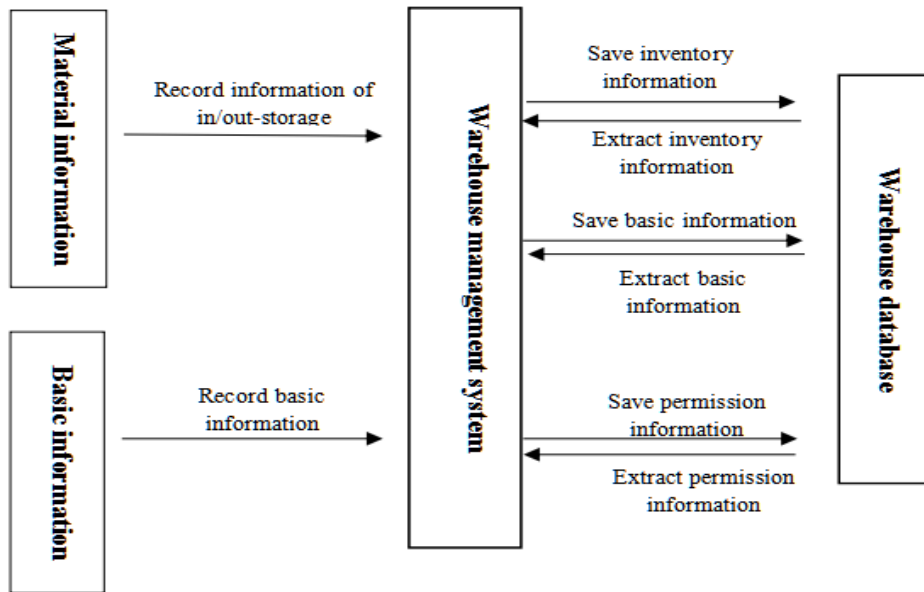 Material information
Record information of
in/out-storage
Basic information
Record basic
information
Warehouse management system
Save inventory
information
Extract inventory
information
Save basic information
Extract basic
information
Save permission
information
Extract permission
information
Warehouse database